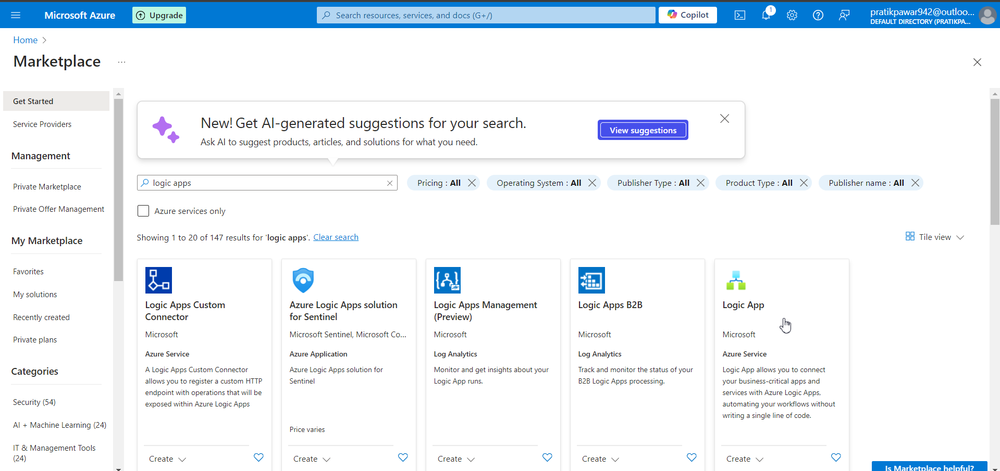 Microsoft Azure
Upgrade
Search resources, services, and docs (G+/)
Copilot
1
pratikpawar942@outloo...
DEFAULT DIRECTORY (PRATIKPA...
Home
Marketplace
...
Get Started
Service Providers
Management
Private Marketplace
Private Offer Management
My Marketplace
Favorites
My solutions
Recently created
Private plans
Categories
Security (54)
AI + Machine Learning (24)
IT & Management Tools
(24)
New! Get AI-generated suggestions for your search.
Ask AI to suggest products, articles, and solutions for what you need.
View suggestions
logic apps
Pricing : All
Operating System : All
Publisher Type : All
Product Type : All
Publisher name : All
Azure services only
Showing 1 to 20 of 147 results for 'logic apps'. Clear search
Tile view
Logic Apps Custom
Connector
Microsoft
Azure Service
A Logic Apps Custom Connector
allows you to register a custom HTTP
endpoint with operations that will be
exposed within Azure Logic Apps
Create
Azure Logic Apps solution
for Sentinel
Microsoft Sentinel, Microsoft Co...
Azure Application
Azure Logic Apps solution for
Sentinel
Price varies
Create
Logic Apps Management
(Preview)
Microsoft
Log Analytics
Monitor and get insights about your
Logic App runs.
Create
Logic Apps B2B
Microsoft
Log Analytics
Track and monitor the status of your
B2B Logic Apps processing.
Create
Logic App
Microsoft
Azure Service
Logic App allows you to connect
your business-critical apps and
services with Azure Logic Apps,
automating your workflows without
writing a single line of code.
Create
Is Marketplace helpful?